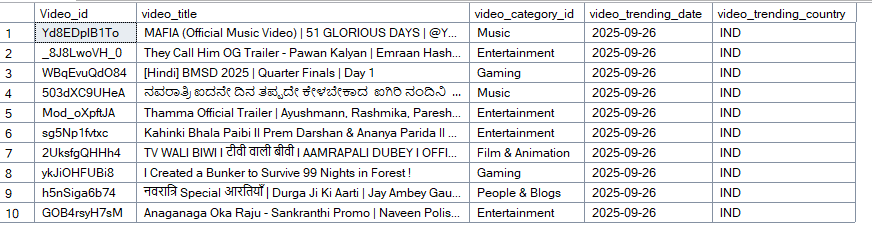 Video_id video_title video_category_id video_trending_date video_trending_country
1 Yd8EDpIB1To MAFIA (Official Music Video) | 51 GLORIOUS DAYS | @Y... Music 2025-09-26 IND
2 _8J8LwoVH_0 They Call Him OG Trailer - Pawan Kalyan | Emraan Hash... Entertainment 2025-09-26 IND
3 WBqEvuQdO84 [Hindi] BMSD 2025 | Quarter Finals | Day 1 Gaming 2025-09-26 IND
4 503dXC9UHeA ನವರಾತ್ರಿ ಐದನೇ ದಿನ ತಪ್ಪದೇ ಕೇಳಬೇಕಾದ ಐಗಿರಿ ನಂದಿನಿ ... Music 2025-09-26 IND
5 Mod_oXpftJA Thamma Official Trailer | Ayushmann, Rashmika, Paresh... Entertainment 2025-09-26 IND
6 sg5Np1fvtxc Kahinki Bhala Paibi II Prem Darshan & Ananya Parida II ... Entertainment 2025-09-26 IND
7 2UksfgQHHh4 TV WALI BIWI I टीवी वाली बीवी I AAMRAPALI DUBEY I OFFI... Film & Animation 2025-09-26 IND
8 ykJiOHFUBi8 I Created a Bunker to Survive 99 Nights in Forest ! Gaming 2025-09-26 IND
9 h5nSiga6b74 नवरात्रि Special आरतियाँ | Durga Ji Ki Aarti | Jay Ambey Gau... People & Blogs 2025-09-26 IND
10 GOB4rsyH7sM Anaganaga Oka Raju - Sankranthi Promo | Naveen Polis... Entertainment 2025-09-26 IND